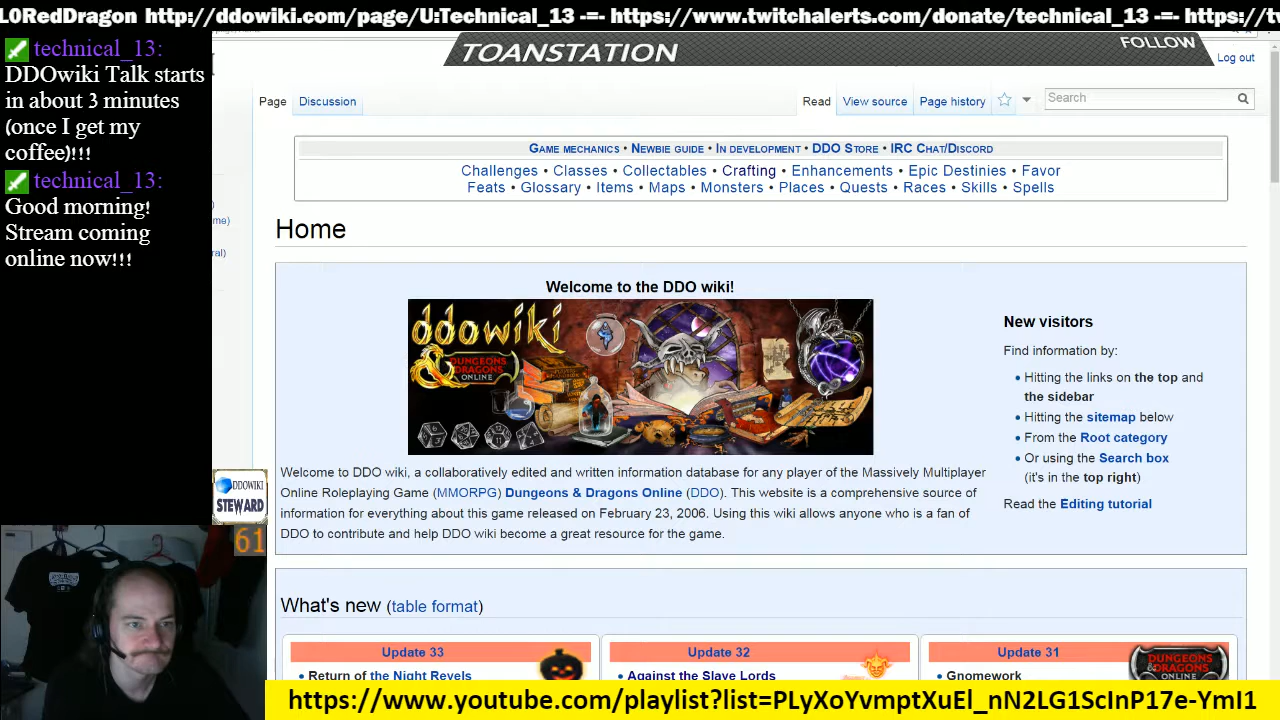 L0RedDragon http://ddowiki.com/page/U:Technical_13 -=- https://www.twitchalerts.com/donate/technical_13 -=- https://tw
technical_13:
DDOwiki Talk starts
in about 3 minutes
(once I get my
coffee)!!!
technical_13:
Good morning!
Stream coming
online now!!!
TOANSTATION
FOLLOW
Log out
Page Discussion Read View source Page history Search
Game mechanics • Newbie guide • In development • DDO Store • IRC Chat/Discord
Challenges • Classes • Collectables • Crafting • Enhancements • Epic Destinies • Favor
Feats • Glossary • Items • Maps • Monsters • Places • Quests • Races • Skills • Spells
me)
ral)
Home
Welcome to the DDO wiki!
ddowiki
DUNGEONS & DRAGONS
ONLINE
Welcome to DDO wiki, a collaboratively edited and written information database for any player of the Massively Multiplayer
Online Roleplaying Game (MMORPG) Dungeons & Dragons Online (DDO). This website is a comprehensive source of
information for everything about this game released on February 23, 2006. Using this wiki allows anyone who is a fan of
DDO to contribute and help DDO wiki become a great resource for the game.
New visitors
Find information by:
• Hitting the links on the top and
the sidebar
• Hitting the sitemap below
• From the Root category
• Or using the Search box
(it's in the top right)
Read the Editing tutorial
DDOWIKI
STEWARD
61
What's new (table format)
Update 33
• Return of the Night Revels
Update 32
• Against the Slave Lords
Update 31
• Gnomework
DUNGEONS
& DRAGONS
ONLINE
https://www.youtube.com/playlist?list=PLyXoYvmptXuEl_nN2LG1ScInP17e-YmI1